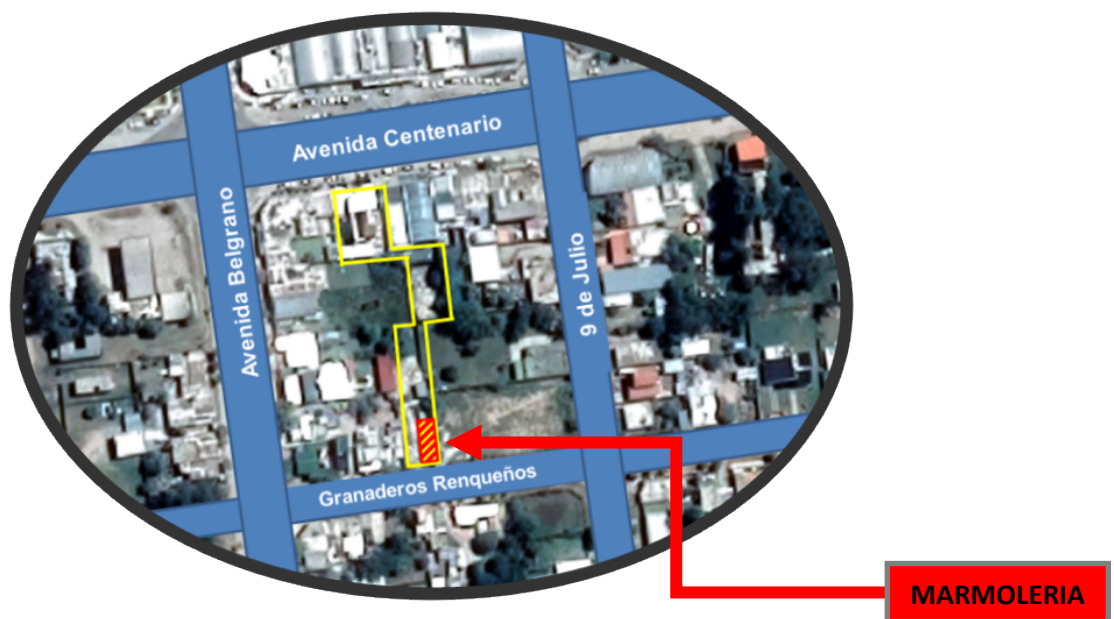 Avenida Centenario
Avenida Belgrano
9 de Julio
Granaderos Renqueños
MARMOLERIA